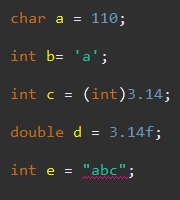 char a = 110;
int b= 'a';
int c = (int)3.14;
double d = 3.14f;
int e = "abc";